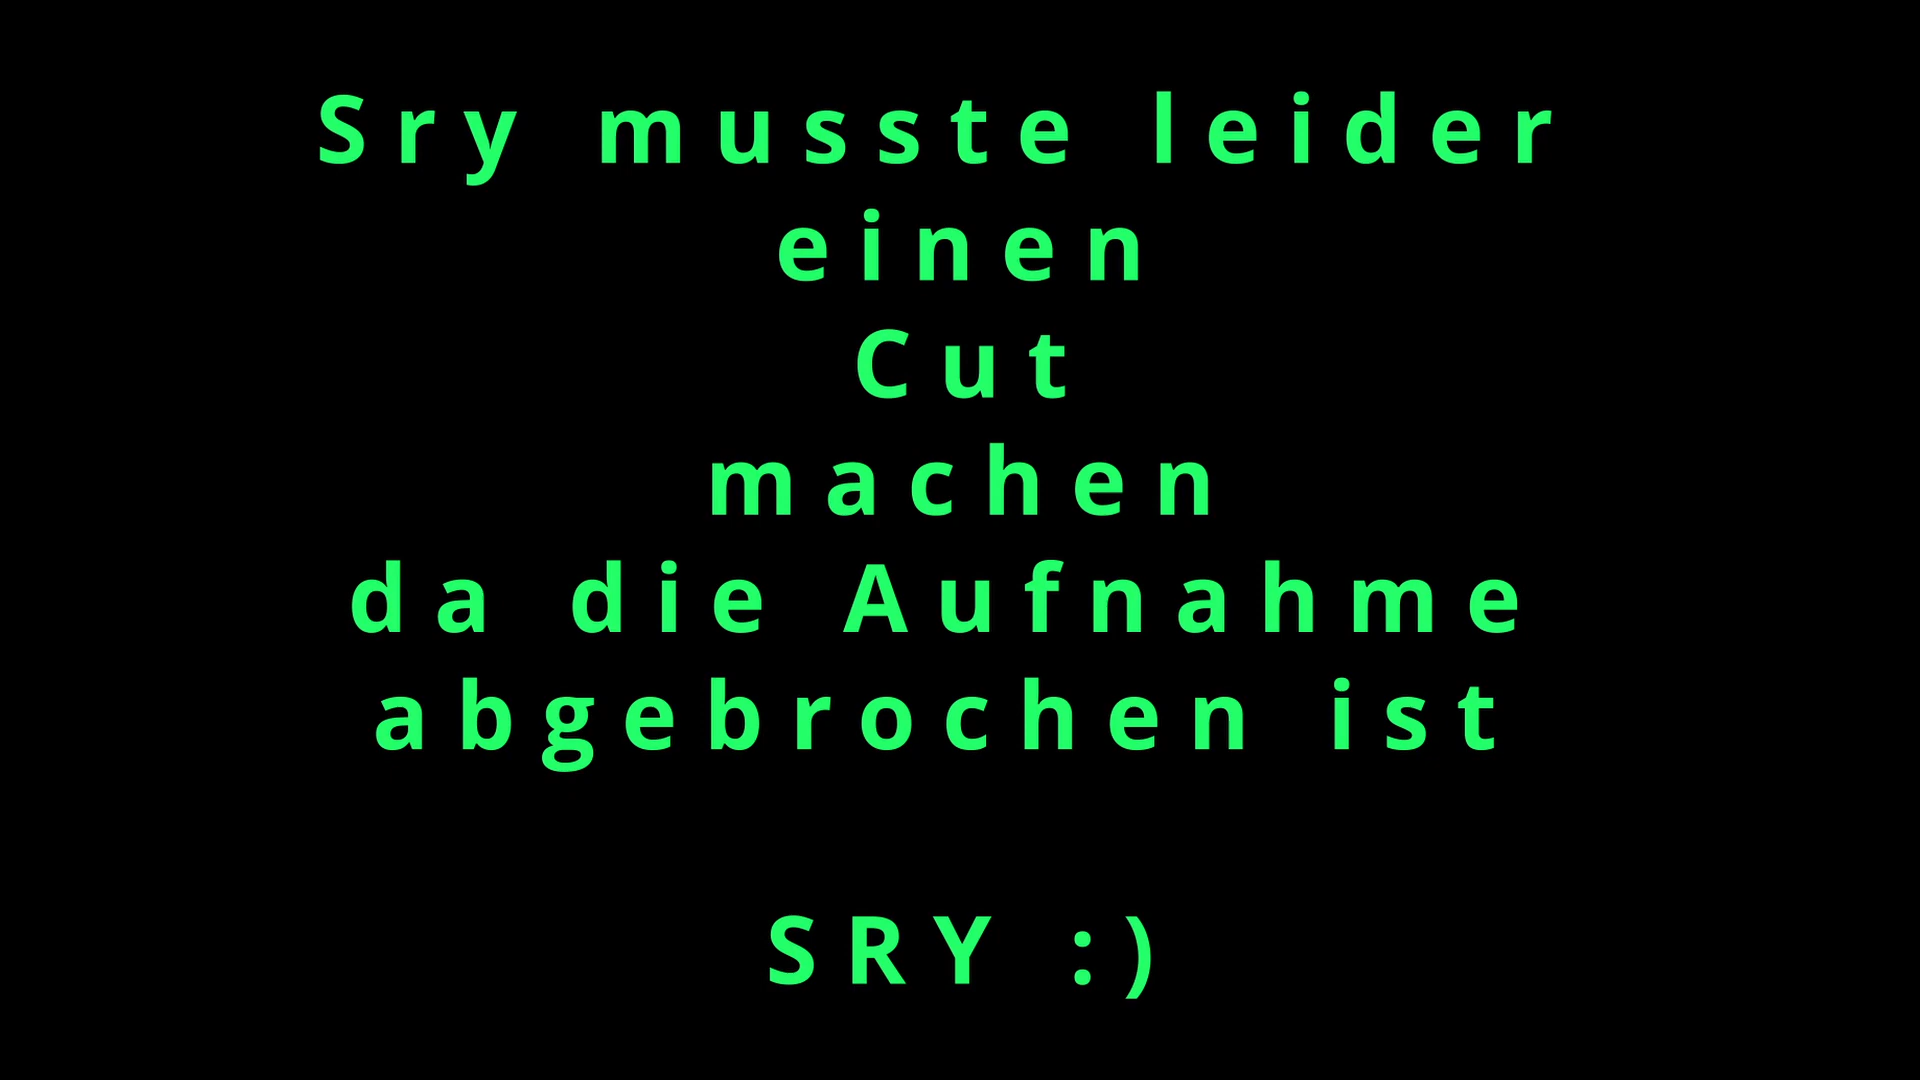 Sry musste leider
einen
Cut
machen
da die Aufnahme
abgebrochen ist
SRY :)